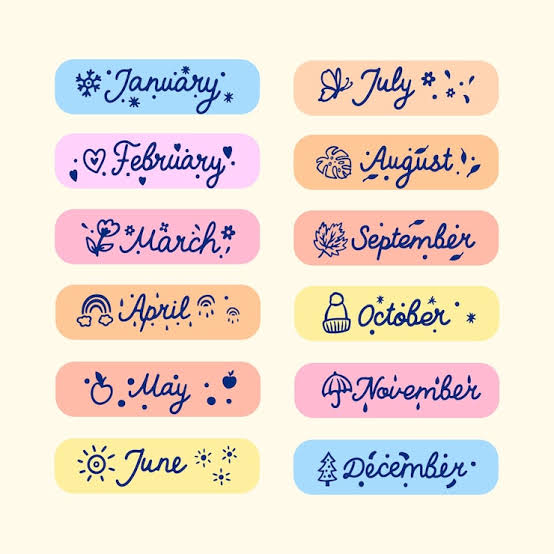 January
February
March
April
May
June
July
August
September
October
November
December